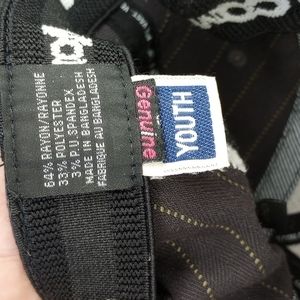 64% RAYON/RAYONNE
33% POLYESTER
3% P.U. SPANDEX
MADE IN BANGLADESH
FABRIQUE AU BANGLADESH
Genuine
YOUTH